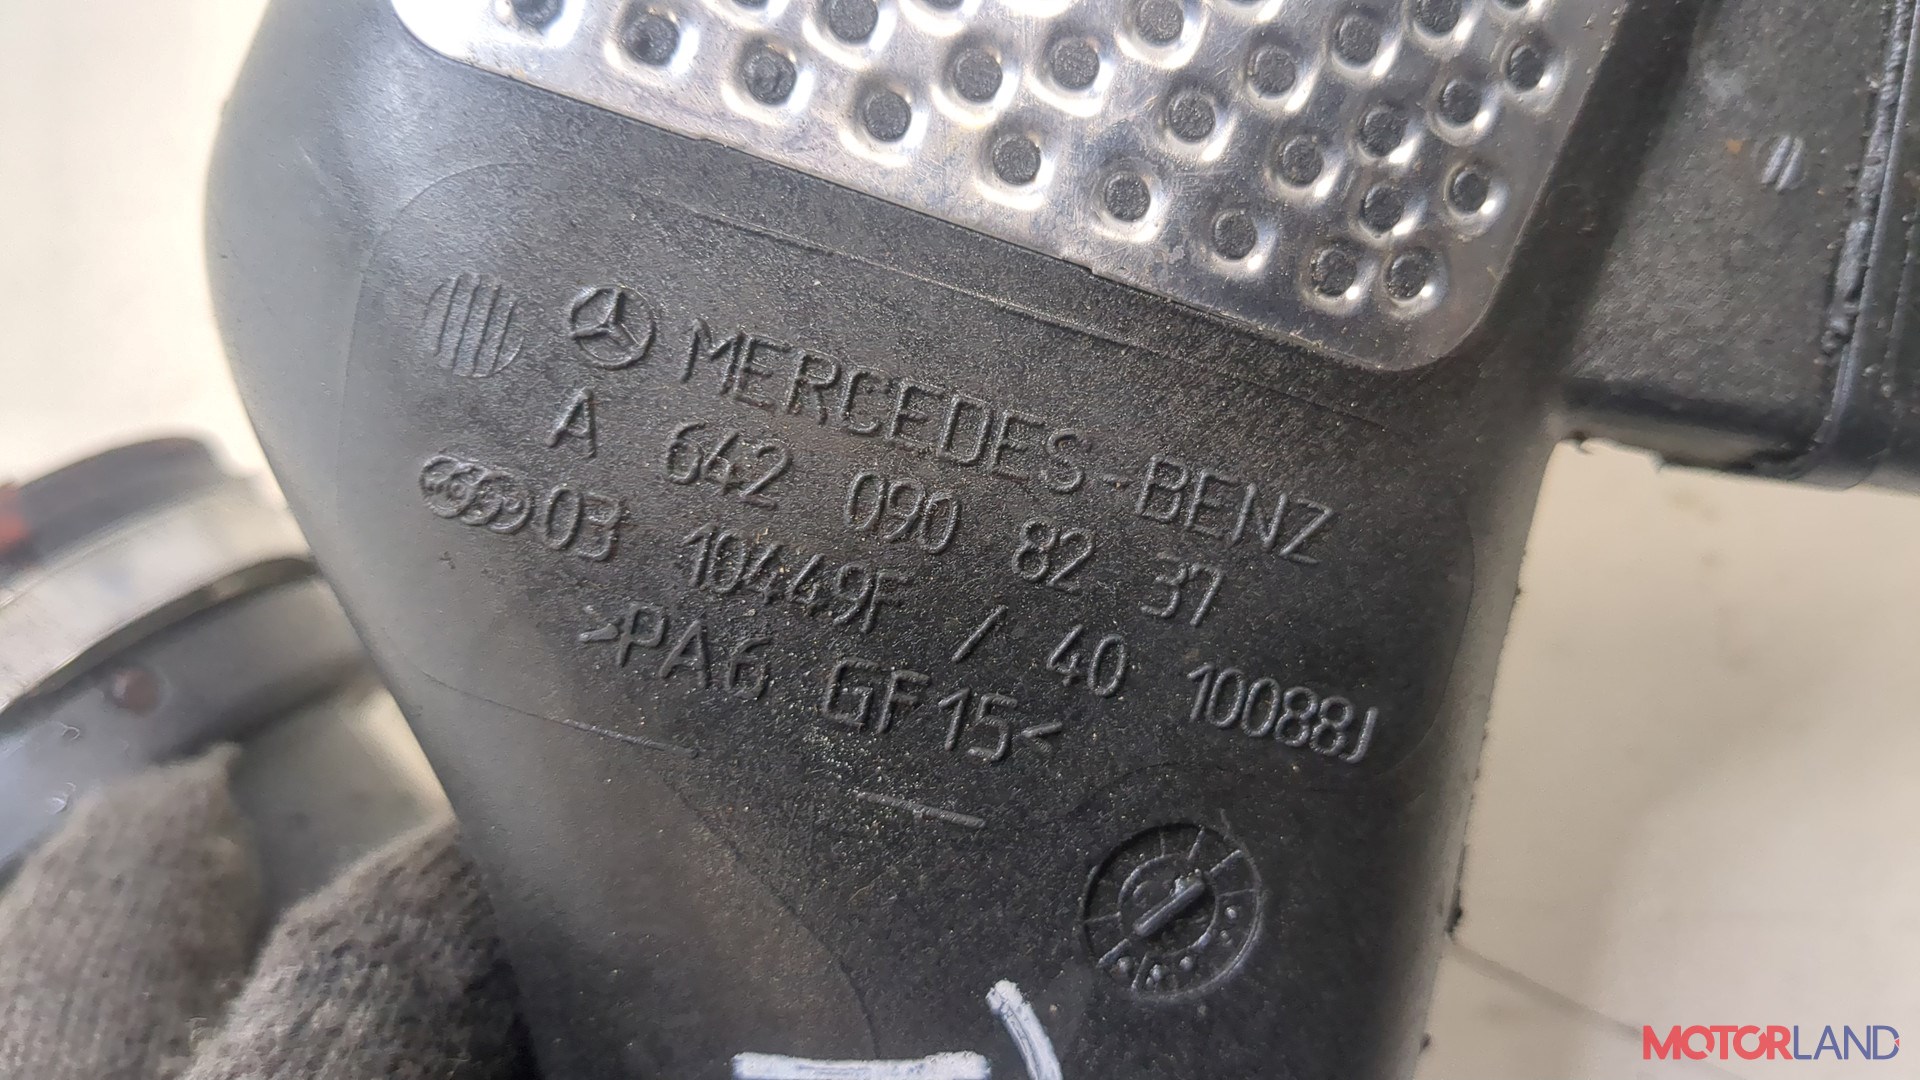 MERCEDES-BENZ
A 642 090 82 37
03 10449F / 40 10088J
>PA6 GF15<
MOTORLAND